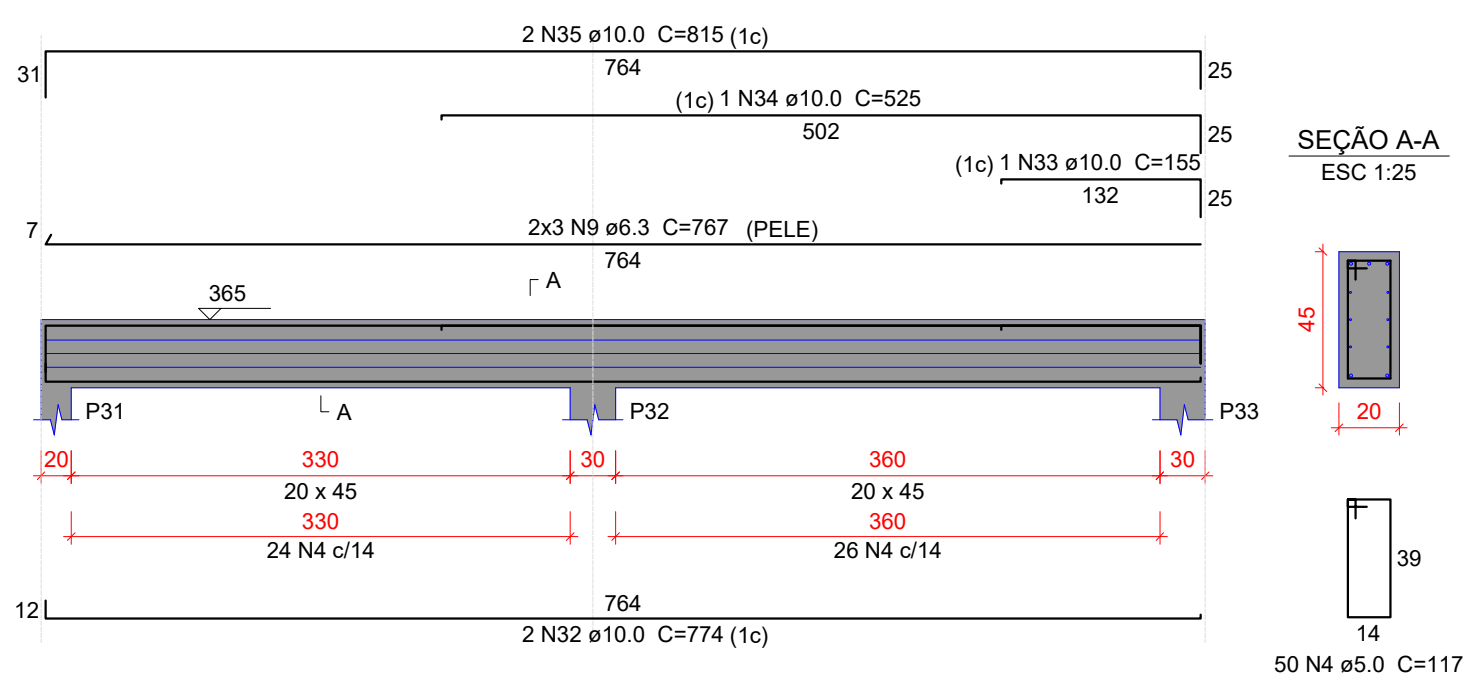 2 N35 ø10.0 C=815 (1c)
31
764
25
(1c) 1 N34 ø10.0 C=525
502
25
(1c) 1 N33 ø10.0 C=155
132
25
7
2x3 N9 ø6.3 C=767 (PELE)
764
A
365
A
P31
P32
P33
20
330
30
360
30
20 x 45
20 x 45
330
360
24 N4 c/14
26 N4 c/14
12
764
2 N32 ø10.0 C=774 (1c)
SEÇÃO A-A
ESC 1:25
45
20
39
14
50 N4 ø5.0 C=117